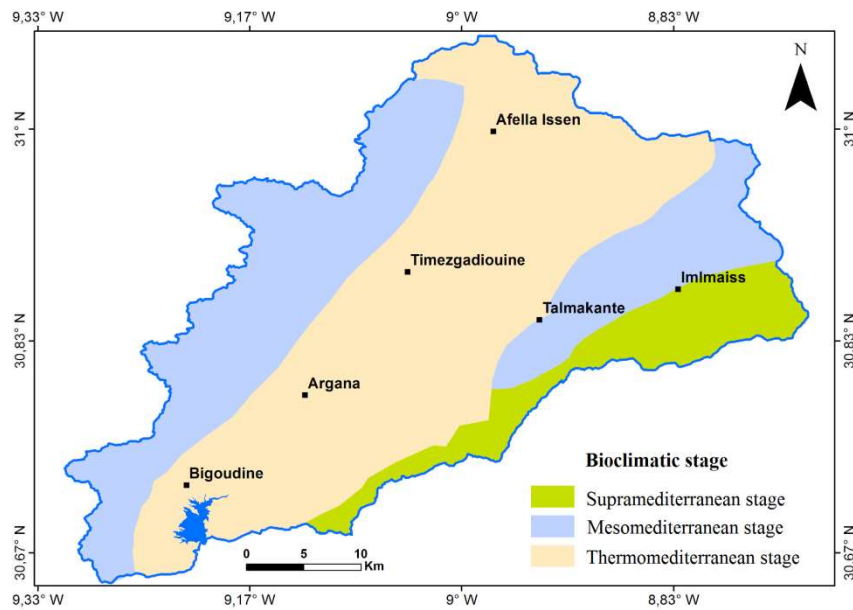 9,33° W
9,17° W
9° W
8,83° W
N
31° N
31° N
Afella Issen
Timezgadiouine
Imlmaiss
Talmakante
30,83° N
30,83° N
Argana
Bigoudine
Bioclimatic stage
Supramediterranean stage
Mesomediterranean stage
Thermomediterranean stage
30,67° N
30,67° N
0 5 10
Km
9,33° W
9,17° W
9° W
8,83° W